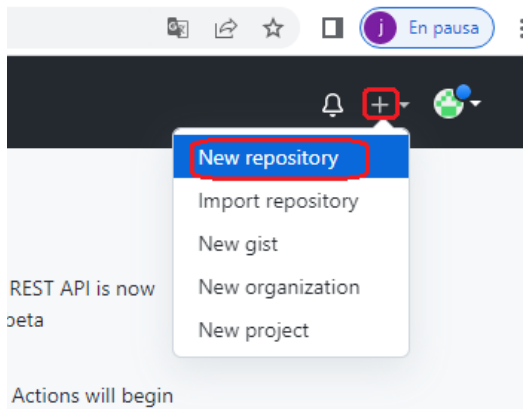 j En pausa
New repository
Import repository
New gist
New organization
New project
REST API is now
beta
Actions will begin